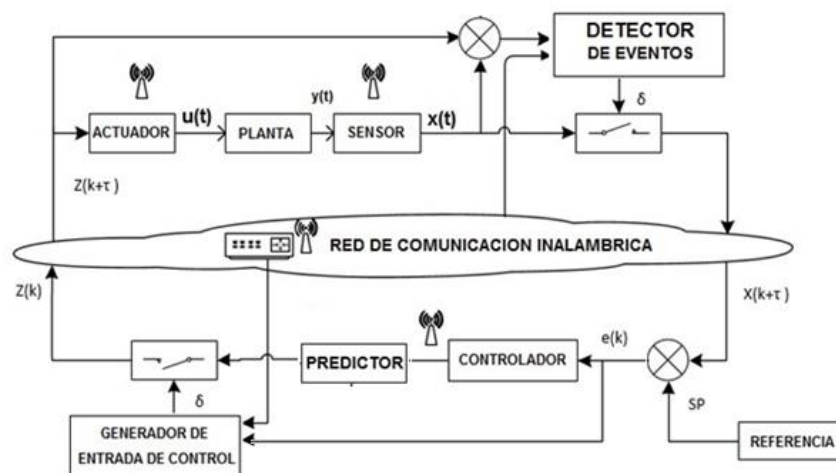 DETECTOR
DE EVENTOS
ACTUADOR
u(t)
PLANTA
y(t)
SENSOR
x(t)
δ
Z(k+τ)
RED DE COMUNICACION INALAMBRICA
Z(k)
X(k+τ)
PREDICTOR
CONTROLADOR
e(k)
SP
δ
GENERADOR DE
ENTRADA DE CONTROL
REFERENCIA